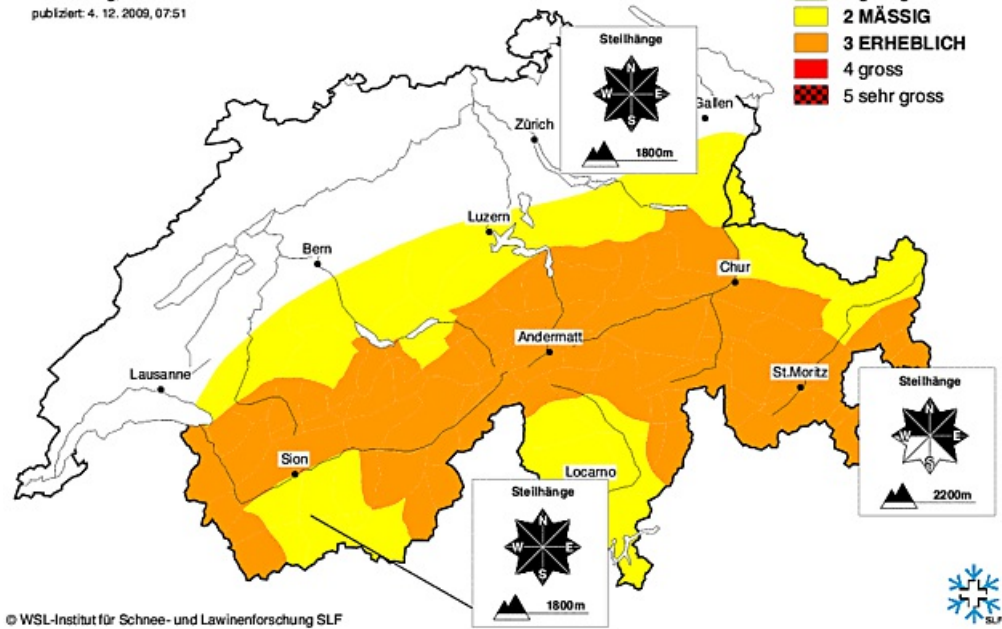 publiziert: 4. 12. 2009, 07:51
2 MÄSSIG
3 ERHEBLICH
4 gross
5 sehr gross
Steilhänge
N
W E
S
1800m
Gallen
Zürich
Luzern
Bern
Chur
Andermatt
Lausanne
St.Moritz
Steilhänge
N
W E
S
2200m
Sion
Locarno
Steilhänge
N
W E
S
1800m
© WSL-Institut für Schnee- und Lawinenforschung SLF
SLF